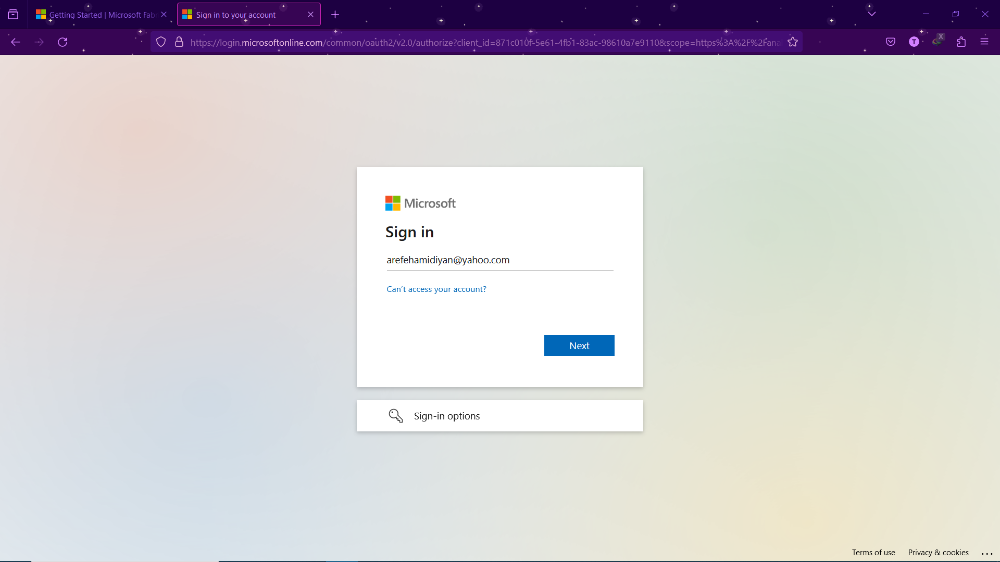 Getting Started | Microsoft Fabr
Sign in to your account
https://login.microsoftonline.com/common/oauth2/v2.0/authorize?client_id=871c010f-5e61-4fb1-83ac-98610a7e9110&scope=https%3A%2F%2Fanal
T
X
Microsoft
Sign in
arefehamidiyan@yahoo.com
Can't access your account?
Next
Sign-in options
Terms of use
Privacy & cookies
...